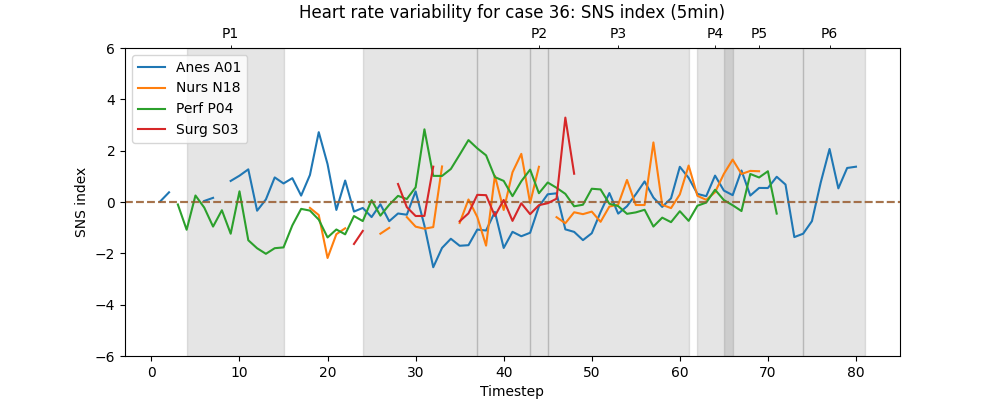 Heart rate variability for case 36: SNS index (5min)
P1 P2 P3 P4 P5 P6
6
4
2
0
−2
−4
−6
SNS index
Anes A01
Nurs N18
Perf P04
Surg S03
0 10 20 30 40 50 60 70 80
Timestep